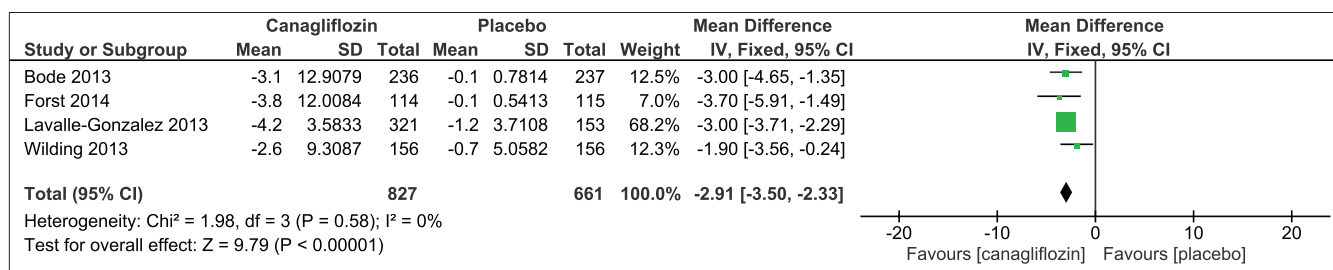 Canagliflozin Placebo Mean Difference Mean Difference
Study or Subgroup Mean SD Total Mean SD Total Weight IV, Fixed, 95% CI IV, Fixed, 95% CI
Bode 2013 -3.1 12.9079 236 -0.1 0.7814 237 12.5% -3.00 [-4.65, -1.35]
Forst 2014 -3.8 12.0084 114 -0.1 0.5413 115 7.0% -3.70 [-5.91, -1.49]
Lavalle-Gonzalez 2013 -4.2 3.5833 321 -1.2 3.7108 153 68.2% -3.00 [-3.71, -2.29]
Wilding 2013 -2.6 9.3087 156 -0.7 5.0582 156 12.3% -1.90 [-3.56, -0.24]
Total (95% CI) 827 661 100.0% -2.91 [-3.50, -2.33]
Heterogeneity: Chi² = 1.98, df = 3 (P = 0.58); I² = 0%
Test for overall effect: Z = 9.79 (P < 0.00001)
-20 -10 0 10 20
Favours [canagliflozin] Favours [placebo]